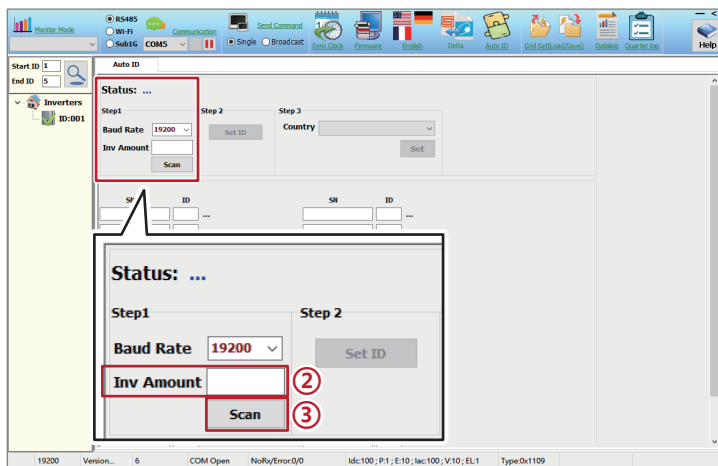 Monitor Mode
RS485
Wi-Fi
Sub1G COM5
Communication
Send Command
Single Broadcast
Sync Clock
Firmware
English
Delta
Auto ID
Grid Set(Load/Save)
Datalog
Quarter log
Help
Start ID 1
End ID 5
Inverters
ID:001
Auto ID
Status: ...
Step1
Step 2
Step 3
Baud Rate 19200
Set ID
Country
Inv Amount
Set
Scan
SN ID SN ID
... ...
Status: ...
Step1
Step 2
Baud Rate 19200
Set ID
Inv Amount ②
Scan ③
19200 Version... 6 COM Open NoRx/Error:0/0 Idc:100 ; P:1 ; E:10 ; Iac:100 ; V:10 ; EL:1 Type:0x1109